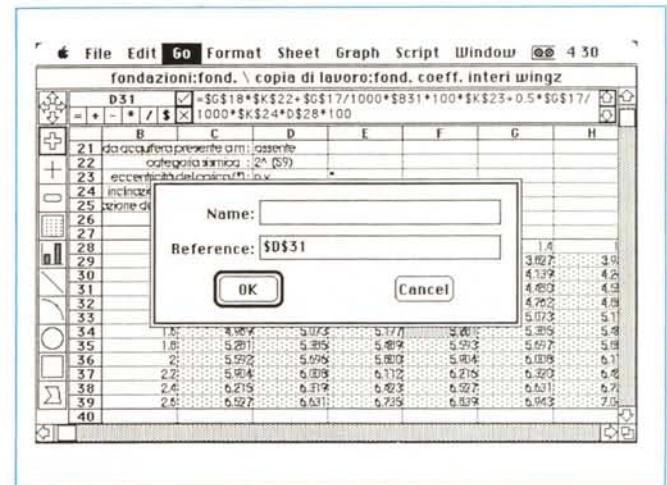 File Edit Go Format Sheet Graph Script Window 4 30
fondazioni:fond. \ copia di lavoro:fond. coeff. interi wingz
D31 =$G$18*$K$22+$G$17/1000*$B31*100*$K$23+0.5*$G$17/
= + - * / $ 1000*$K$24*D$28*100
B C D E F G H
21 da acquifera presente a m: assente
22 categoria sismica : 2^ (S9)
23 eccentricità del carico (*): n.v.
24 inclinaz
25 azione de
26
27
28 1.4
29 3.827 3.9
30 4.139 4.2
31 4.450 4.5
32 4.762 4.8
33 5.073 5.1
34 1.6 4.969 5.073 5.177 5.281 5.385 5.4
35 1.8 5.281 5.385 5.489 5.593 5.697 5.8
36 2 5.592 5.696 5.800 5.904 6.008 6.1
37 2.2 5.904 6.008 6.112 6.216 6.320 6.4
38 2.4 6.215 6.319 6.423 6.527 6.631 6.7
39 2.6 6.527 6.631 6.735 6.839 6.943 7.0
40
Name:
Reference: $D$31
OK Cancel